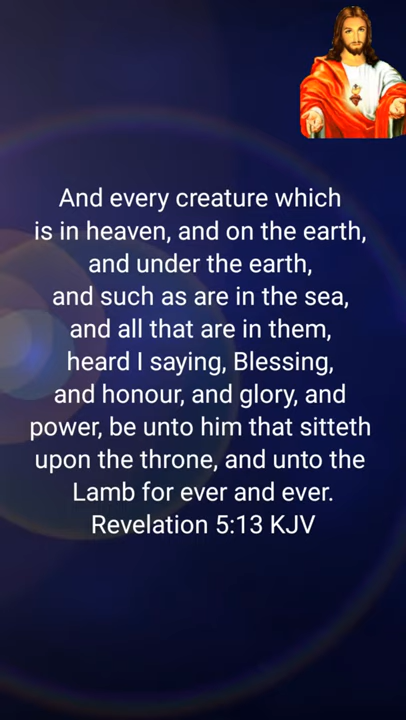 And every creature which
is in heaven, and on the earth,
and under the earth,
and such as are in the sea,
and all that are in them,
heard I saying, Blessing,
and honour, and glory, and
power, be unto him that sitteth
upon the throne, and unto the
Lamb for ever and ever.
Revelation 5:13 KJV